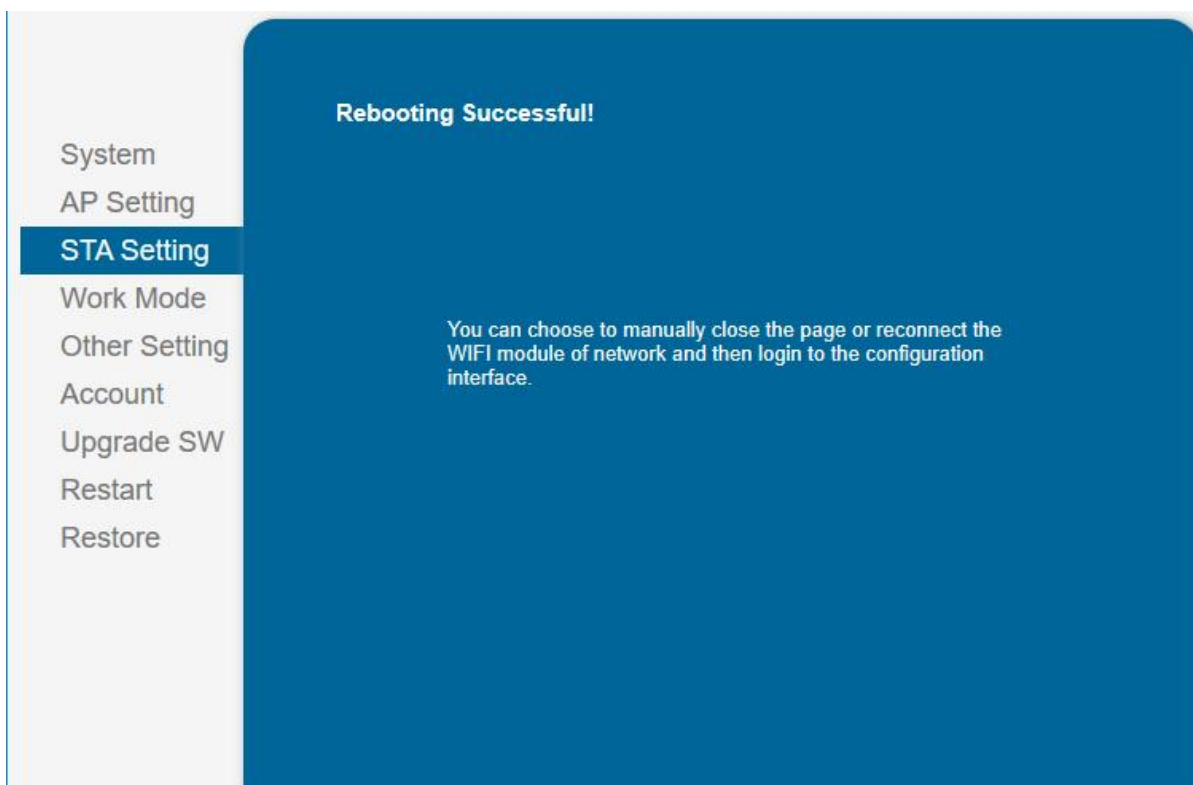 Rebooting Successful!
System
AP Setting
STA Setting
Work Mode
Other Setting
Account
Upgrade SW
Restart
Restore
You can choose to manually close the page or reconnect the
WIFI module of network and then login to the configuration
interface.